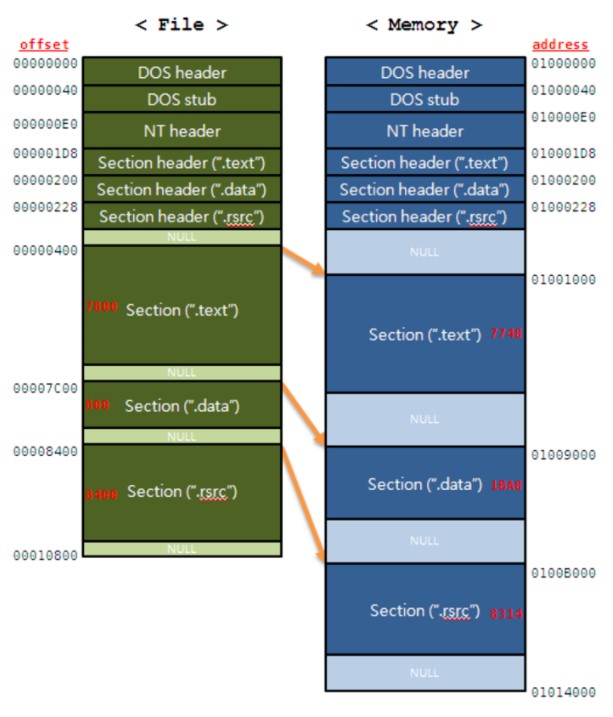 < File >
< Memory >
offset
address
00000000
DOS header
DOS header
01000000
00000040
DOS stub
DOS stub
01000040
000000E0
NT header
NT header
010000E0
000001D8
Section header (".text")
Section header (".text")
010001D8
00000200
Section header (".data")
Section header (".data")
01000200
00000228
Section header (".rsrc")
Section header (".rsrc")
01000228
NULL
NULL
00000400
01001000
7800 Section (".text")
Section (".text") 7748
NULL
00007C00
NULL
800 Section (".data")
NULL
00008400
01009000
Section (".data") 1BA8
8400 Section (".rsrc")
NULL
NULL
00010800
0100B000
Section (".rsrc") 8314
NULL
01014000